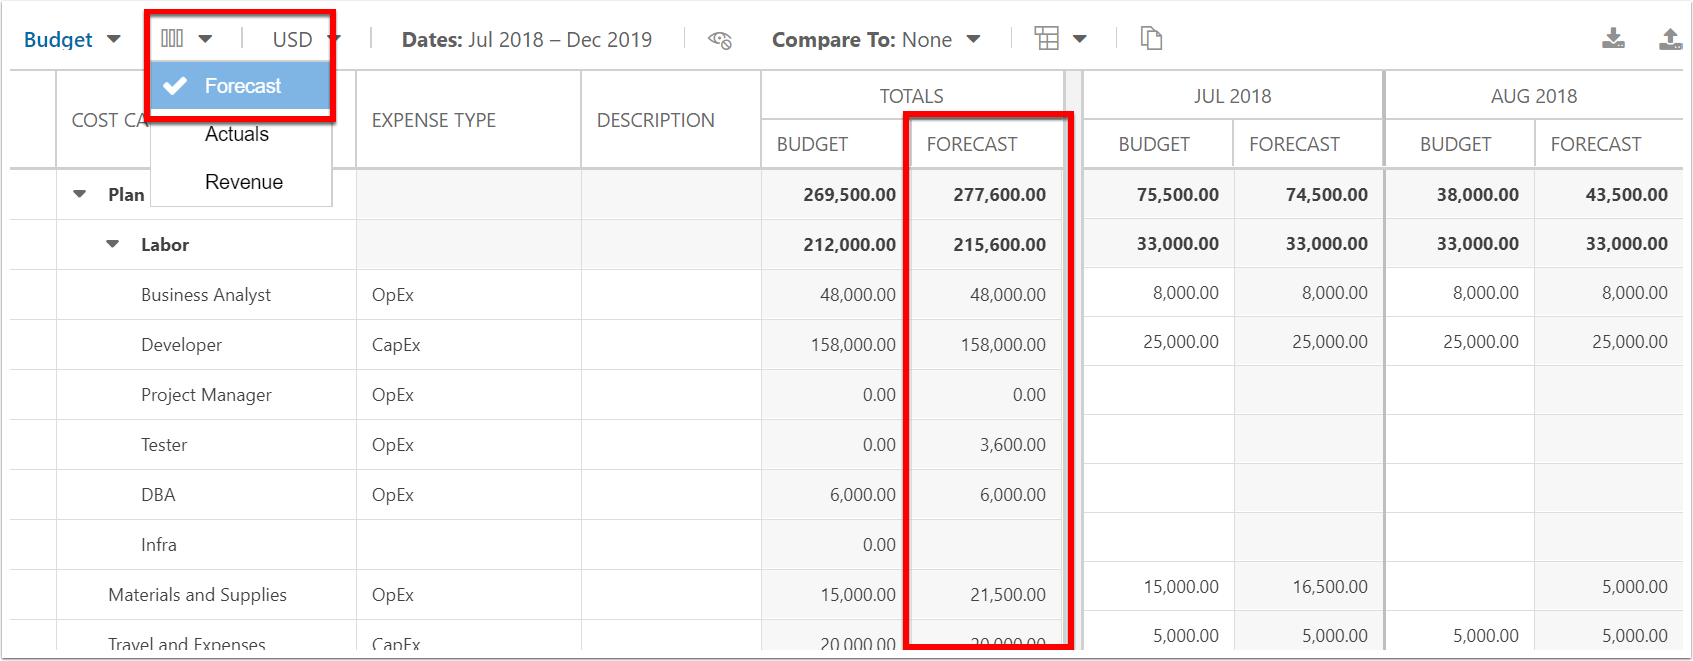 Budget USD Dates: Jul 2018 – Dec 2019 Compare To: None
Forecast
Actuals
Revenue
COST CA EXPENSE TYPE DESCRIPTION TOTALS JUL 2018 AUG 2018
BUDGET FORECAST BUDGET FORECAST BUDGET FORECAST
Plan 269,500.00 277,600.00 75,500.00 74,500.00 38,000.00 43,500.00
Labor 212,000.00 215,600.00 33,000.00 33,000.00 33,000.00 33,000.00
Business Analyst OpEx 48,000.00 48,000.00 8,000.00 8,000.00 8,000.00 8,000.00
Developer CapEx 158,000.00 158,000.00 25,000.00 25,000.00 25,000.00 25,000.00
Project Manager OpEx 0.00 0.00
Tester OpEx 0.00 3,600.00
DBA OpEx 6,000.00 6,000.00
Infra 0.00
Materials and Supplies OpEx 15,000.00 21,500.00 15,000.00 16,500.00 5,000.00
Travel and Expenses CapEx 20,000.00 20,000.00 5,000.00 5,000.00 5,000.00 5,000.00